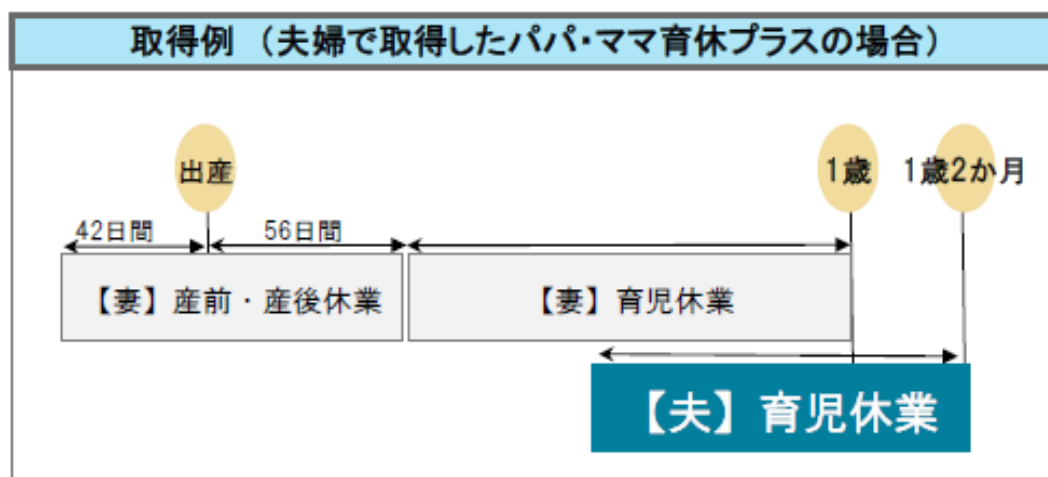 取得例 （夫婦で取得したパパ・ママ育休プラスの場合）
出産
1歳
1歳2か月
42日間
56日間
【妻】産前・産後休業
【妻】育児休業
【夫】育児休業